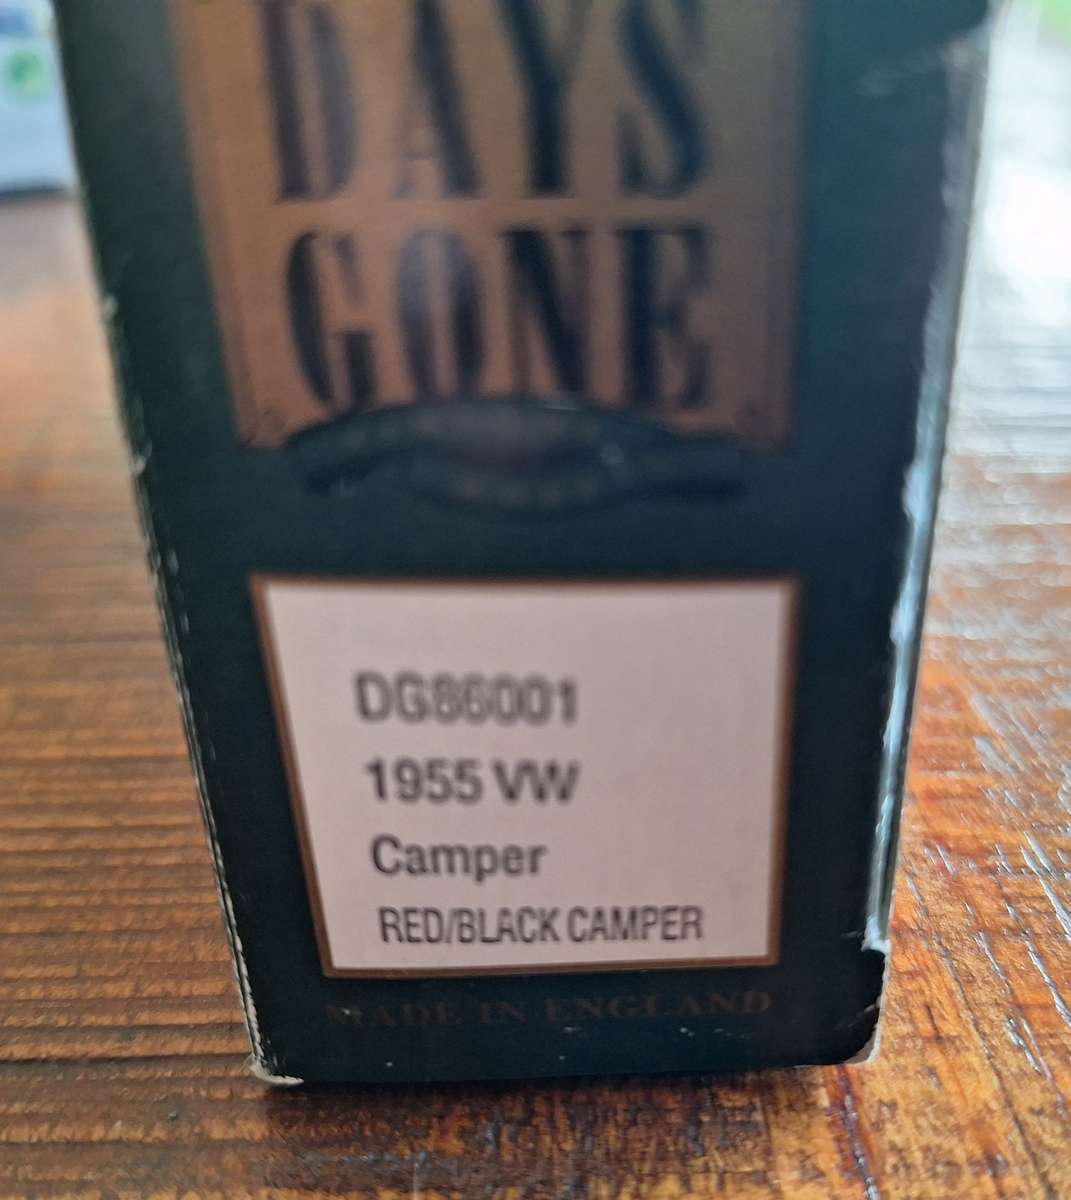 DAYS
GONE
DG86001
1955 VW
Camper
RED/BLACK CAMPER
MADE IN ENGLAND